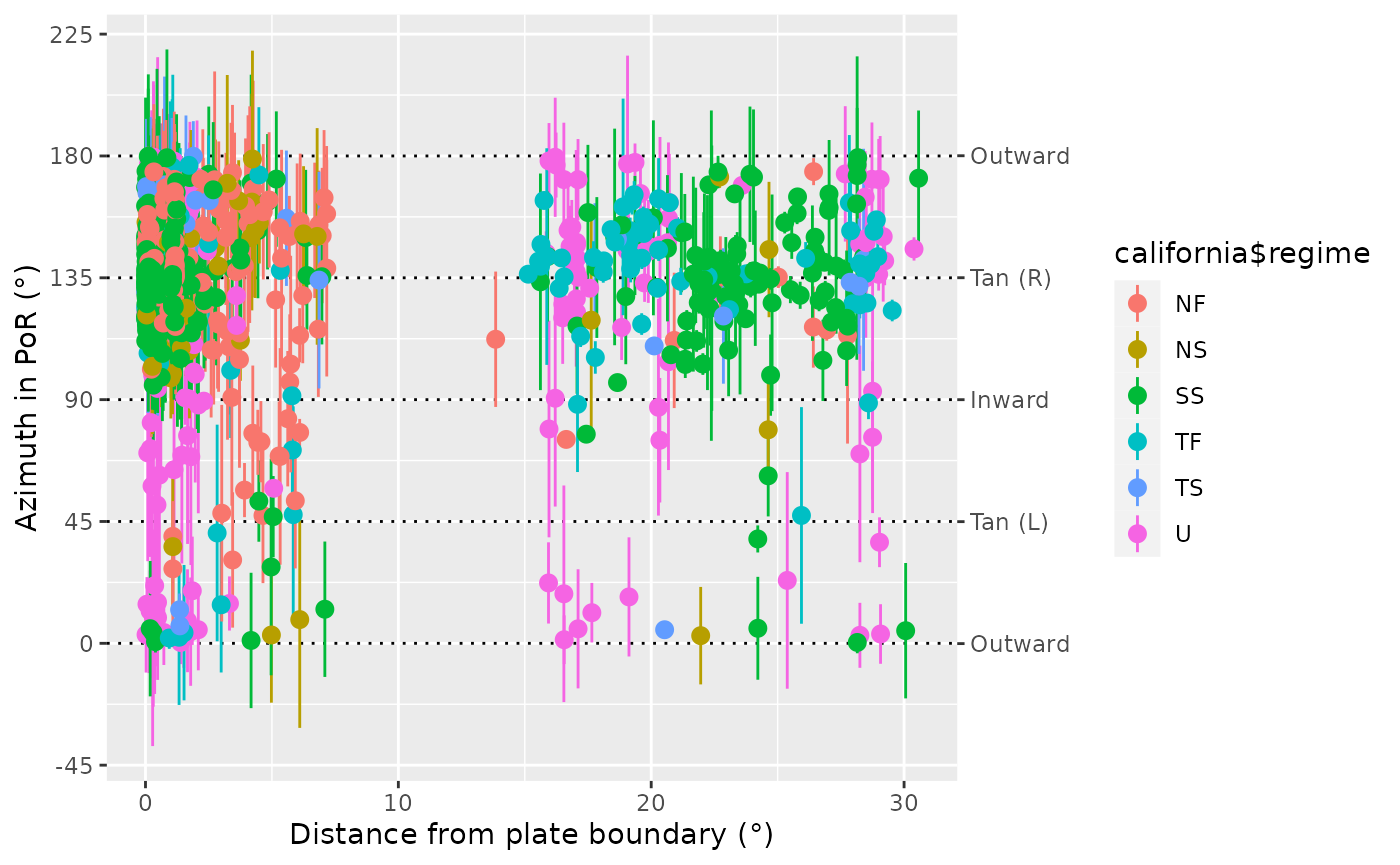 225
180
135
90
45
0
-45
Azimuth in PoR (°)
0
10
20
30
Distance from plate boundary (°)
Outward
Tan (R)
Inward
Tan (L)
Outward
california$regime
NF
NS
SS
TF
TS
U